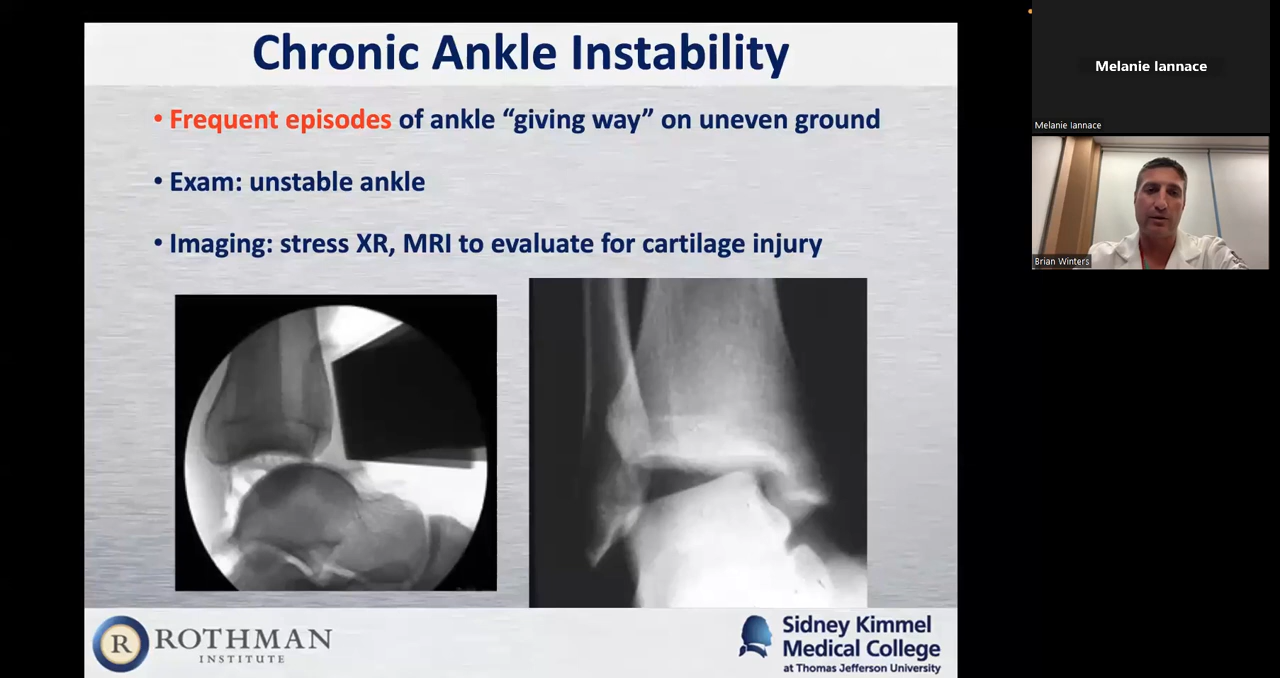 Chronic Ankle Instability
• Frequent episodes of ankle “giving way” on uneven ground
• Exam: unstable ankle
• Imaging: stress XR, MRI to evaluate for cartilage injury
R ROTHMAN
INSTITUTE
Sidney Kimmel
Medical College
at Thomas Jefferson University
Melanie Iannace
Melanie Iannace
Brian Winters